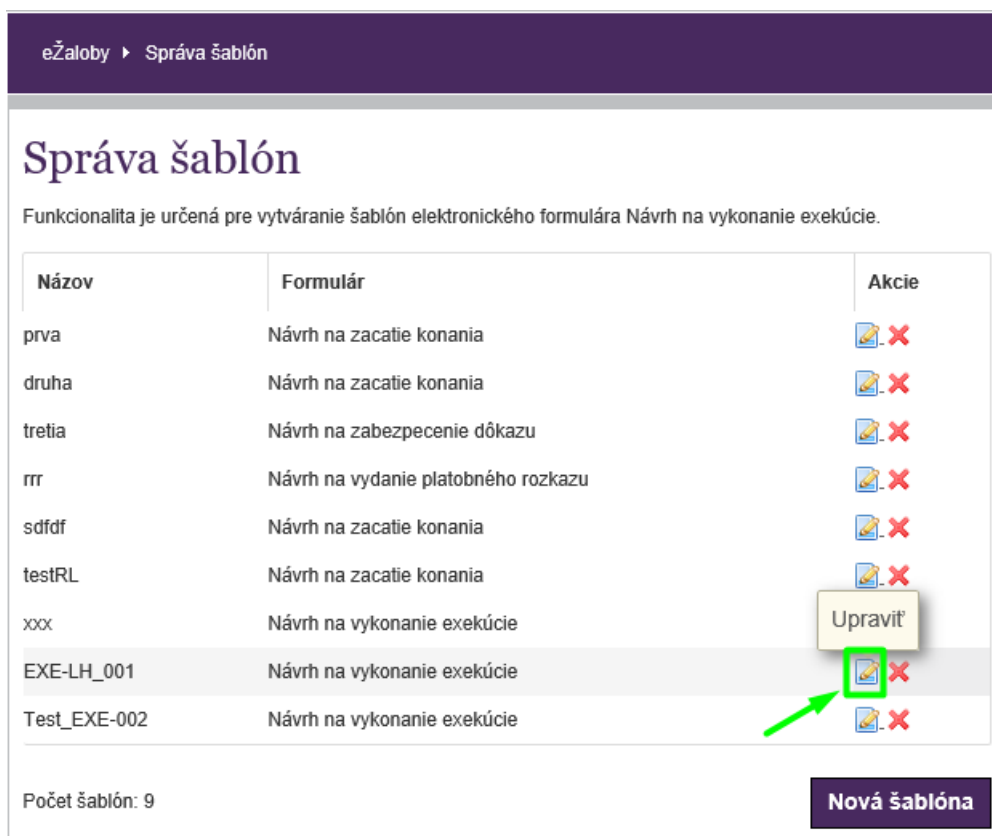 eŽaloby ▸ Správa šablón
Správa šablón
Funkcionalita je určená pre vytváranie šablón elektronického formulára Návrh na vykonanie exekúcie.
Názov Formulár Akcie
prva Návrh na zacatie konania
druha Návrh na zacatie konania
tretia Návrh na zabezpecenie dôkazu
rrr Návrh na vydanie platobného rozkazu
sdfdf Návrh na zacatie konania
testRL Návrh na zacatie konania
xxx Návrh na vykonanie exekúcie
Upraviť
EXE-LH_001 Návrh na vykonanie exekúcie
Test_EXE-002 Návrh na vykonanie exekúcie
Počet šablón: 9 Nová šablóna